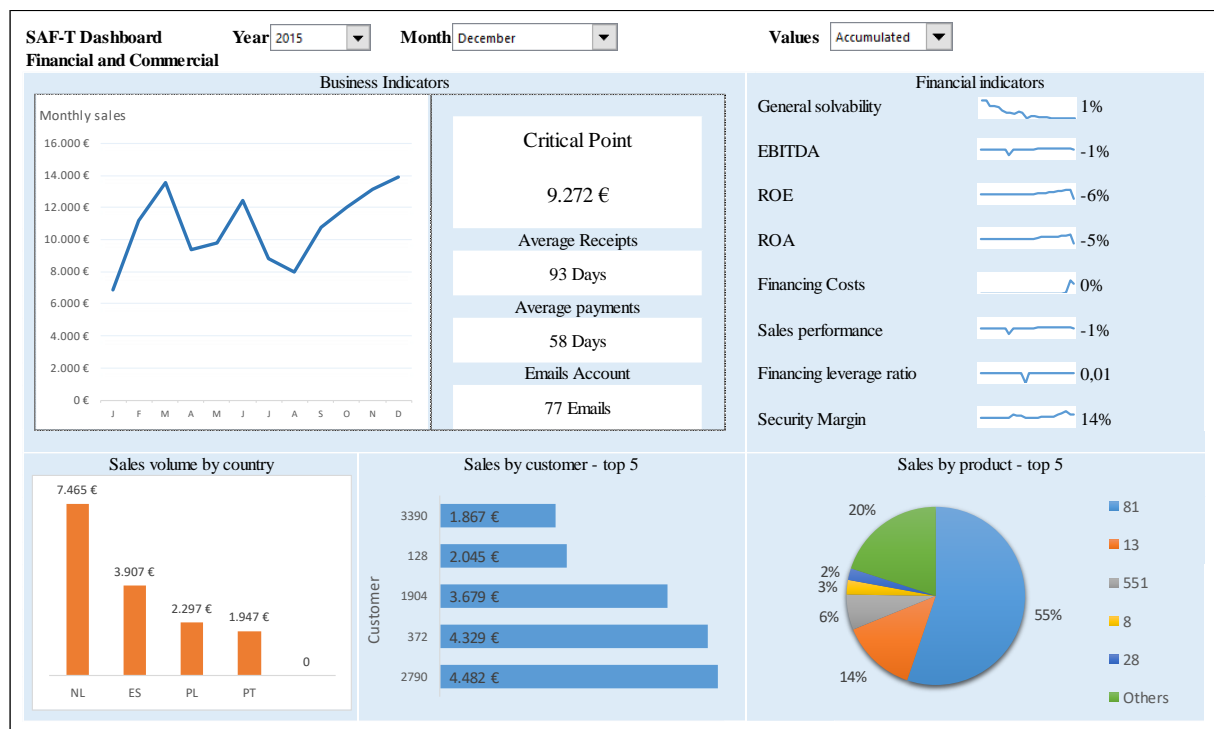 SAF-T Dashboard Year 2015 Month December Values Accumulated
Financial and Commercial
Business Indicators
Monthly sales
16.000 €
14.000 €
12.000 €
10.000 €
8.000 €
6.000 €
4.000 €
2.000 €
0 €
J F M A M J J A S O N D
Critical Point
9.272 €
Average Receipts
93 Days
Average payments
58 Days
Emails Account
77 Emails
Financial indicators
General solvability 1%
EBITDA -1%
ROE -6%
ROA -5%
Financing Costs 0%
Sales performance -1%
Financing leverage ratio 0,01
Security Margin 14%
Sales volume by country
7.465 €
3.907 €
2.297 €
1.947 €
0
NL ES PL PT
Sales by customer - top 5
Customer
3390 1.867 €
128 2.045 €
1904 3.679 €
372 4.329 €
2790 4.482 €
Sales by product - top 5
20%
2%
3%
6%
14%
55%
81
13
551
8
28
Others